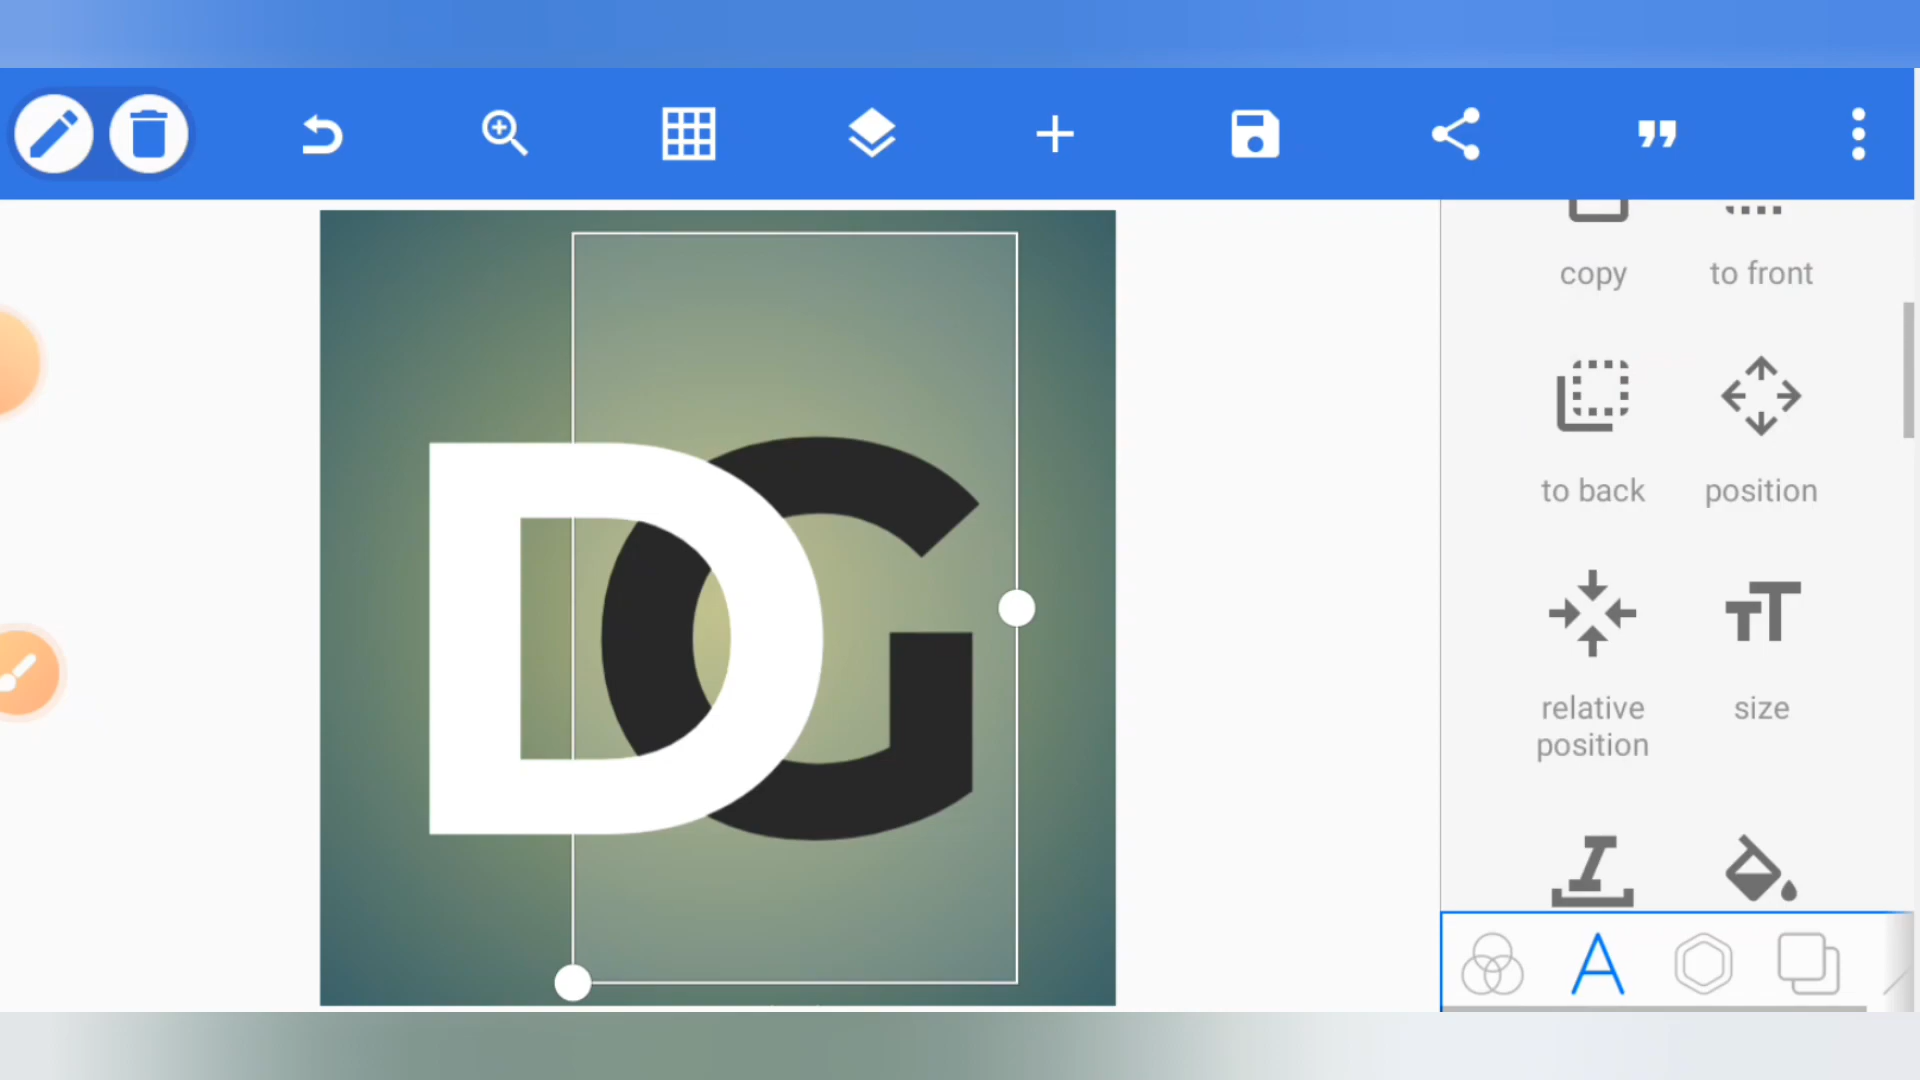 copy
to front
DG
to back
position
relative
position
size